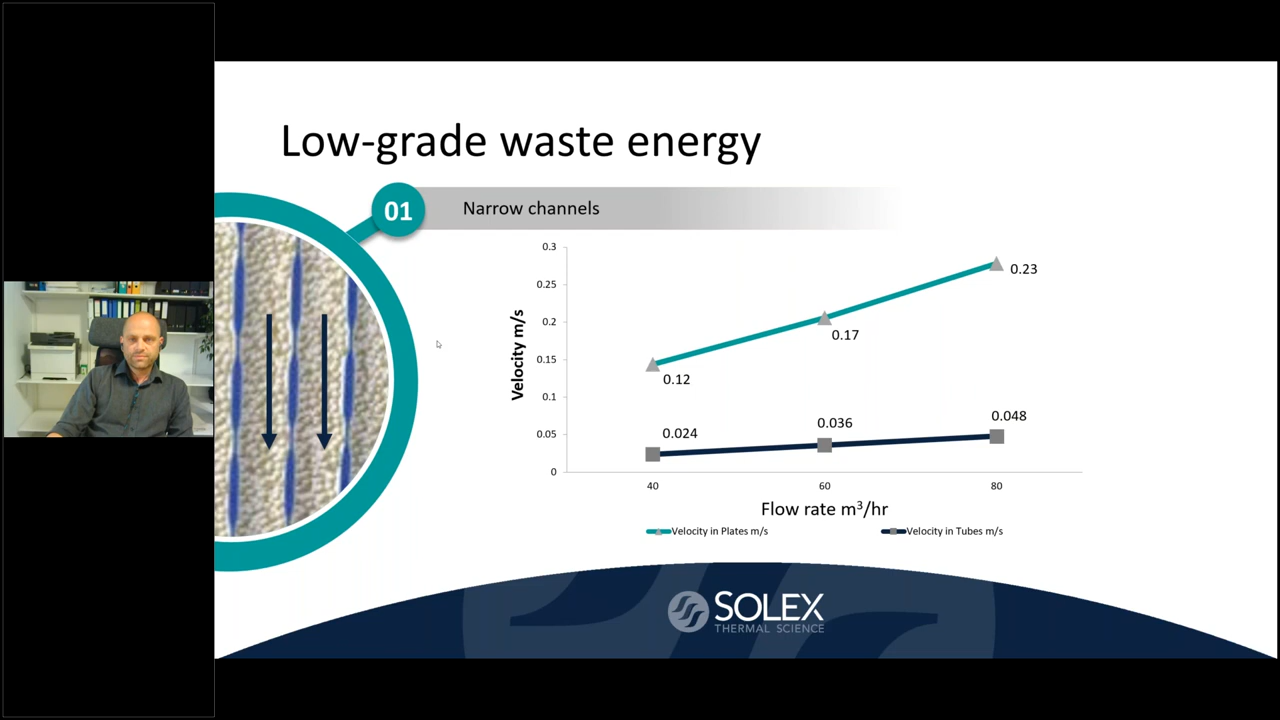 Low-grade waste energy
01
Narrow channels
Velocity m/s
0.3
0.25
0.2
0.15
0.1
0.05
0
0.12
0.17
0.23
0.024
0.036
0.048
40
60
80
Flow rate m³/hr
Velocity in Plates m/s
Velocity in Tubes m/s
SOLEX
THERMAL SCIENCE